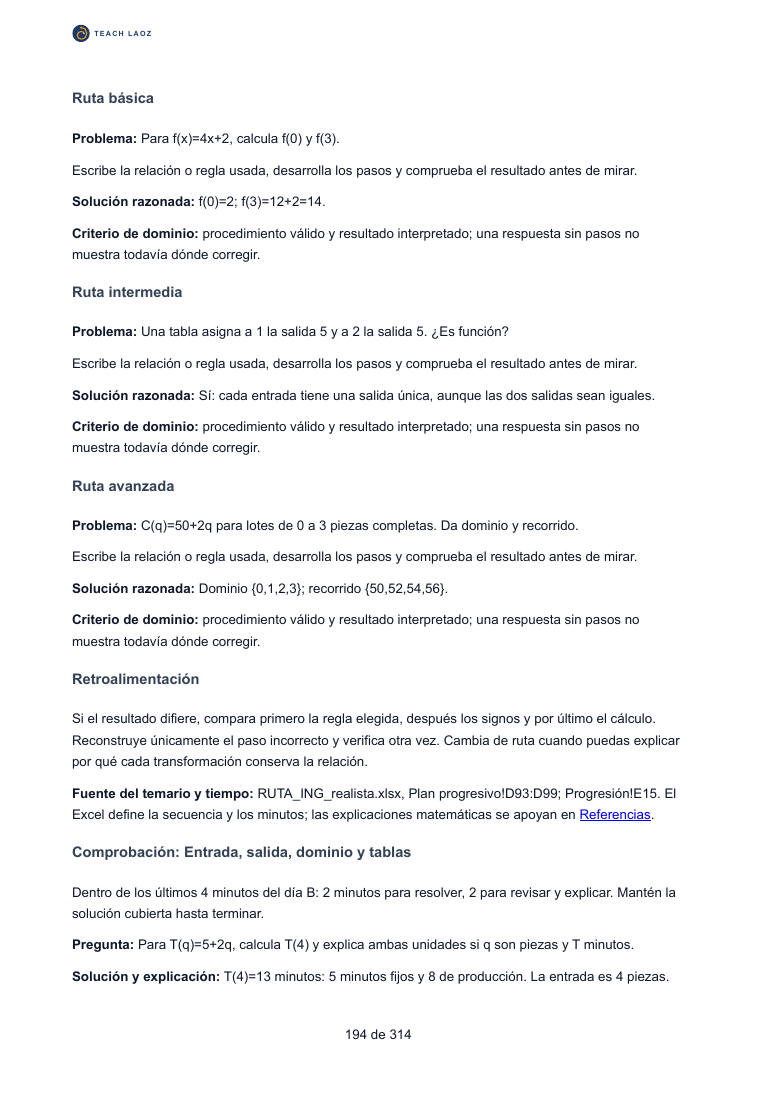 TEACH LAOZ
Ruta básica
Problema: Para f(x)=4x+2, calcula f(0) y f(3).
Escribe la relación o regla usada, desarrolla los pasos y comprueba el resultado antes de mirar.
Solución razonada: f(0)=2; f(3)=12+2=14.
Criterio de dominio: procedimiento válido y resultado interpretado; una respuesta sin pasos no
muestra todavía dónde corregir.
Ruta intermedia
Problema: Una tabla asigna a 1 la salida 5 y a 2 la salida 5. ¿Es función?
Escribe la relación o regla usada, desarrolla los pasos y comprueba el resultado antes de mirar.
Solución razonada: Sí: cada entrada tiene una salida única, aunque las dos salidas sean iguales.
Criterio de dominio: procedimiento válido y resultado interpretado; una respuesta sin pasos no
muestra todavía dónde corregir.
Ruta avanzada
Problema: C(q)=50+2q para lotes de 0 a 3 piezas completas. Da dominio y recorrido.
Escribe la relación o regla usada, desarrolla los pasos y comprueba el resultado antes de mirar.
Solución razonada: Dominio {0,1,2,3}; recorrido {50,52,54,56}.
Criterio de dominio: procedimiento válido y resultado interpretado; una respuesta sin pasos no
muestra todavía dónde corregir.
Retroalimentación
Si el resultado difiere, compara primero la regla elegida, después los signos y por último el cálculo.
Reconstruye únicamente el paso incorrecto y verifica otra vez. Cambia de ruta cuando puedas explicar
por qué cada transformación conserva la relación.
Fuente del temario y tiempo: RUTA_ING_realista.xlsx, Plan progresivo!D93:D99; Progresión!E15. El
Excel define la secuencia y los minutos; las explicaciones matemáticas se apoyan en Referencias.
Comprobación: Entrada, salida, dominio y tablas
Dentro de los últimos 4 minutos del día B: 2 minutos para resolver, 2 para revisar y explicar. Mantén la
solución cubierta hasta terminar.
Pregunta: Para T(q)=5+2q, calcula T(4) y explica ambas unidades si q son piezas y T minutos.
Solución y explicación: T(4)=13 minutos: 5 minutos fijos y 8 de producción. La entrada es 4 piezas.
194 de 314